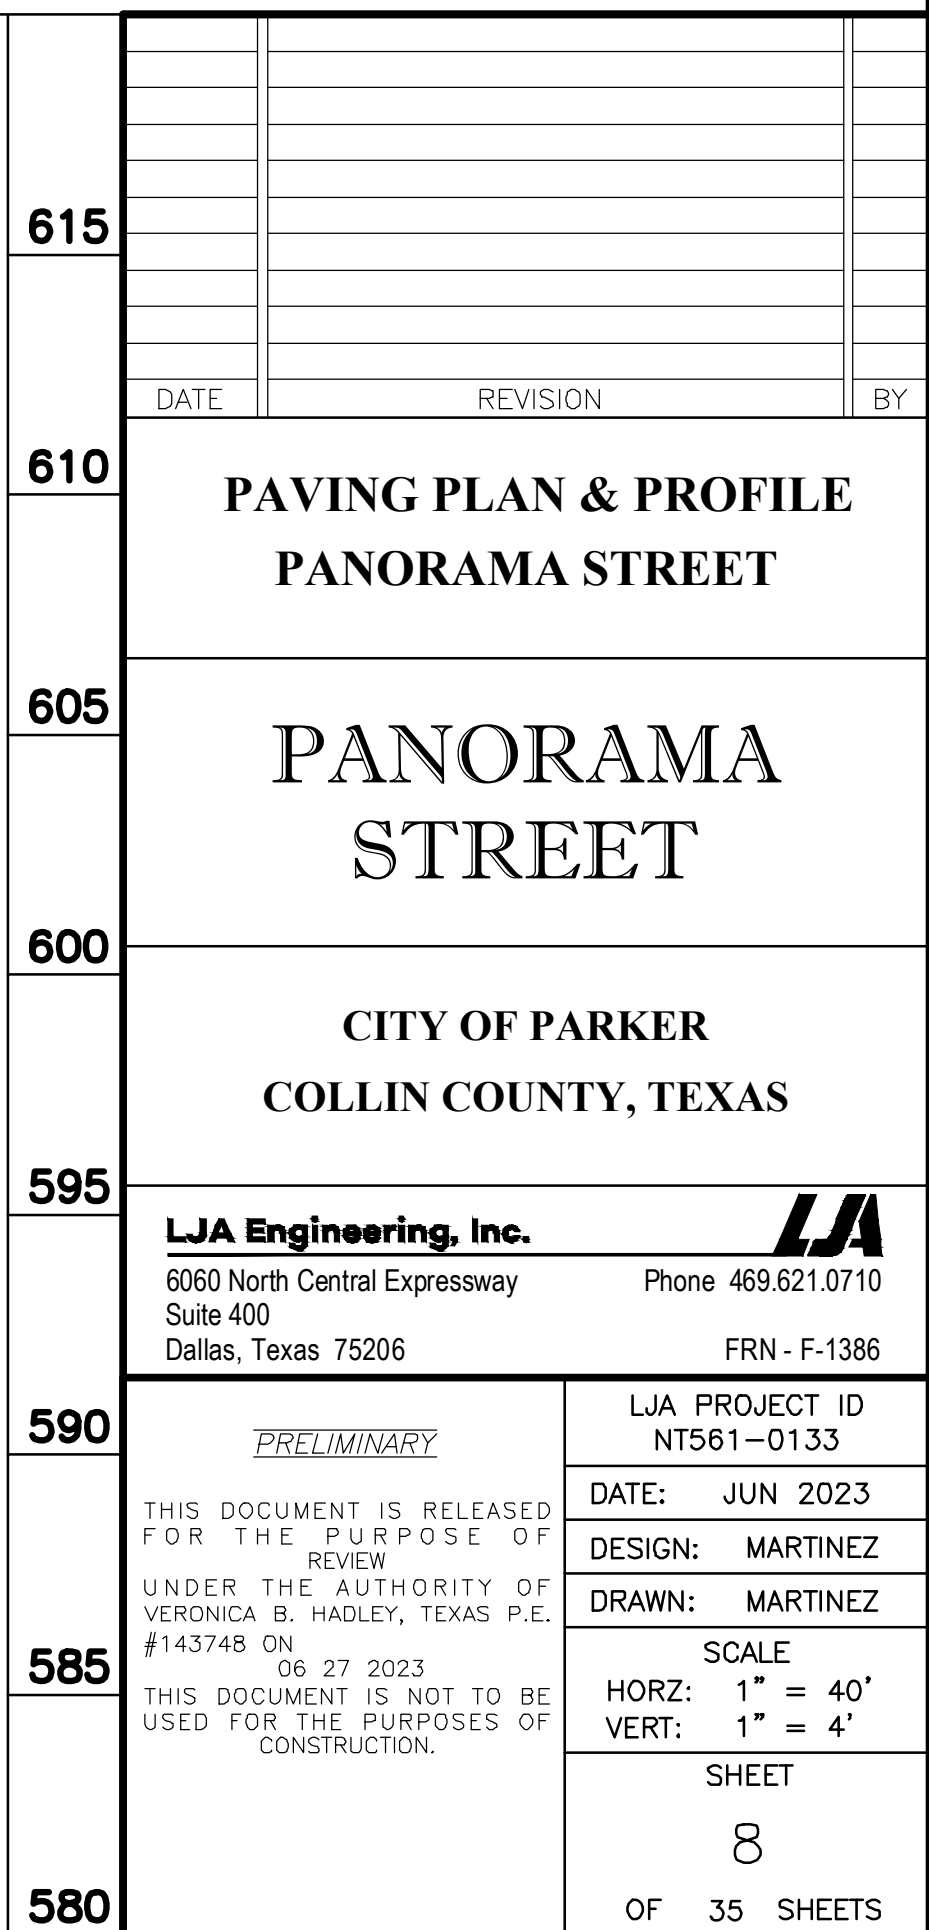 615
610
605
600
595
590
585
580
DATE REVISION BY
PAVING PLAN & PROFILE
PANORAMA STREET
PANORAMA
STREET
CITY OF PARKER
COLLIN COUNTY, TEXAS
LJA Engineering, Inc. LJA
6060 North Central Expressway Phone 469.621.0710
Suite 400
Dallas, Texas 75206 FRN - F-1386
PRELIMINARY
THIS DOCUMENT IS RELEASED
FOR THE PURPOSE OF
REVIEW
UNDER THE AUTHORITY OF
VERONICA B. HADLEY, TEXAS P.E.
#143748 ON
06 27 2023
THIS DOCUMENT IS NOT TO BE
USED FOR THE PURPOSES OF
CONSTRUCTION.
LJA PROJECT ID
NT561-0133
DATE: JUN 2023
DESIGN: MARTINEZ
DRAWN: MARTINEZ
SCALE
HORZ: 1" = 40'
VERT: 1" = 4'
SHEET
8
OF 35 SHEETS